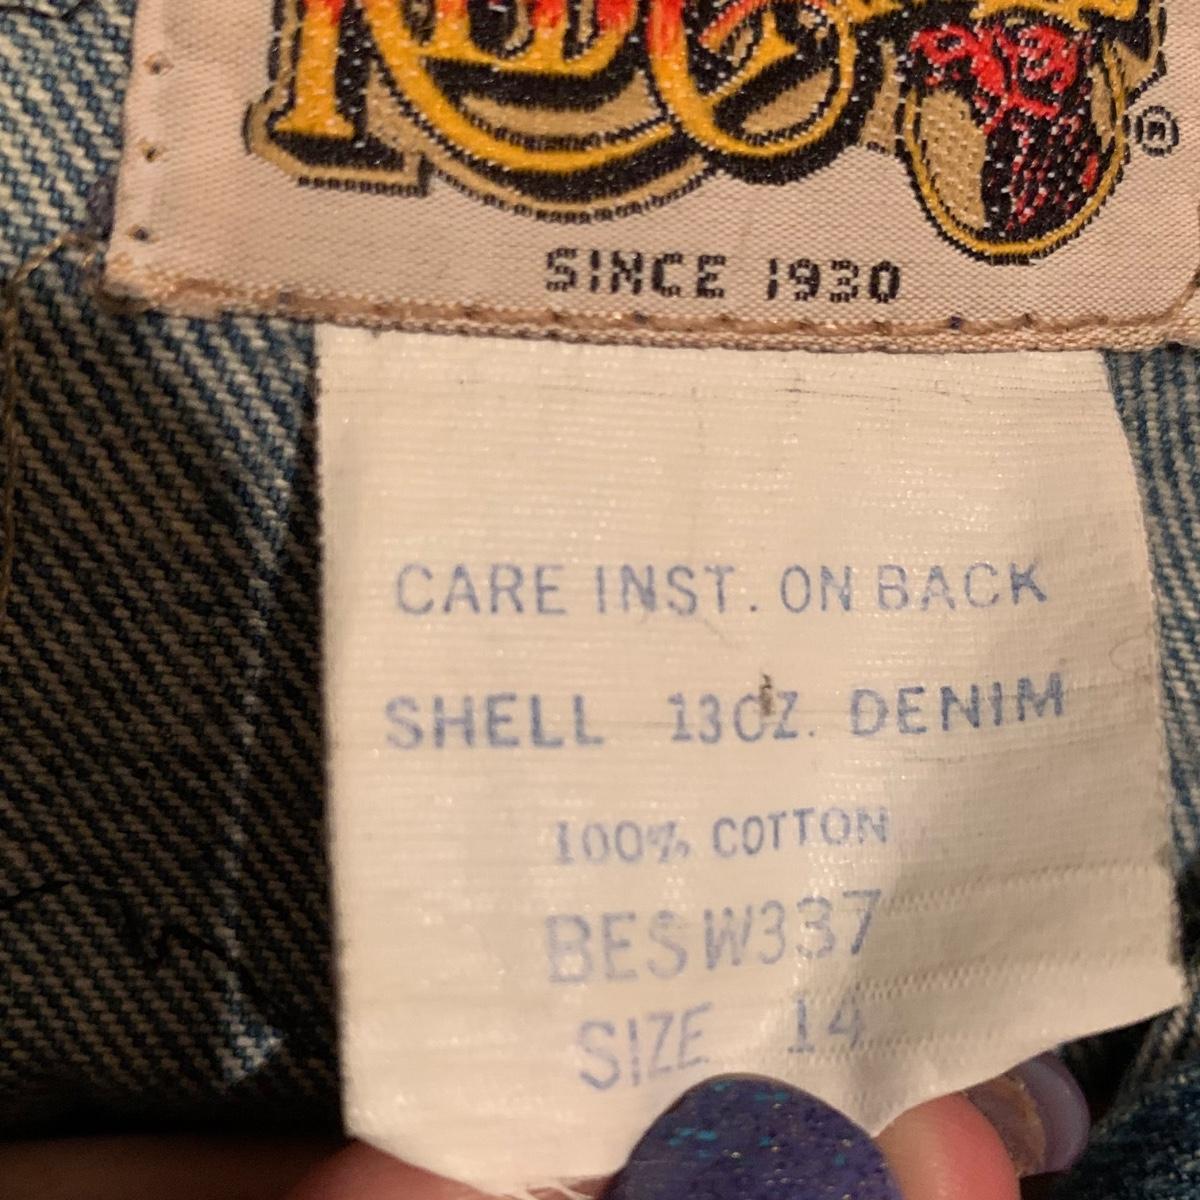 ®
SINCE 1930
CARE INST. ON BACK
SHELL 13OZ. DENIM
100% COTTON
BESW337
SIZE 14